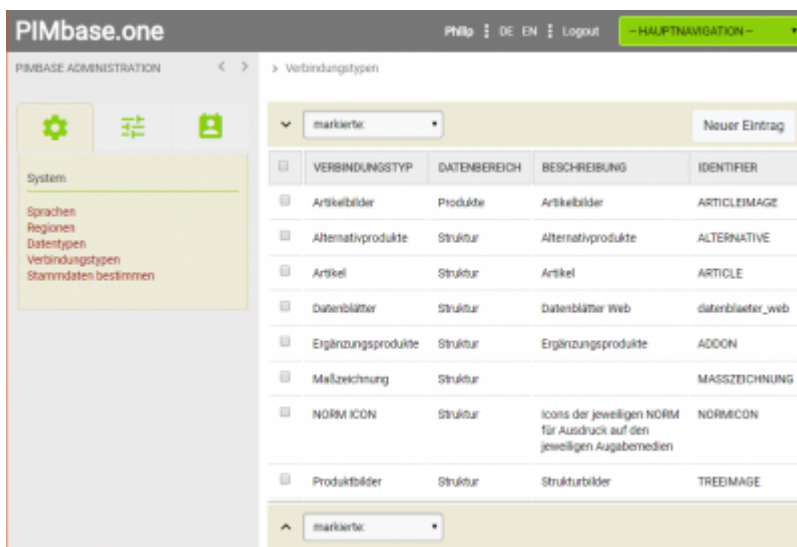 PIMbase.one
Philip DE EN Logout – HAUPTNAVIGATION –
PIMBASE ADMINISTRATION < >
> Verbindungstypen
markierte:
Neuer Eintrag
System
Sprachen
Regionen
Datentypen
Verbindungstypen
Stammdaten bestimmen
VERBINDUNGSTYP DATENBEREICH BESCHREIBUNG IDENTIFIER
Artikelbilder Produkte Artikelbilder ARTICLEIMAGE
Alternativprodukte Struktur Alternativprodukte ALTERNATIVE
Artikel Struktur Artikel ARTICLE
Datenblätter Struktur Datenblätter Web datenblaeter_web
Ergänzungsprodukte Struktur Ergänzungsprodukte ADDON
Maßzeichnung Struktur MASSZEICHNUNG
NORM ICON Struktur Icons der jeweiligen NORM NORMICON
für Ausdruck auf den
jeweiligen Augabemedien
Produktbilder Struktur Strukturbilder TREEIMAGE
markierte: